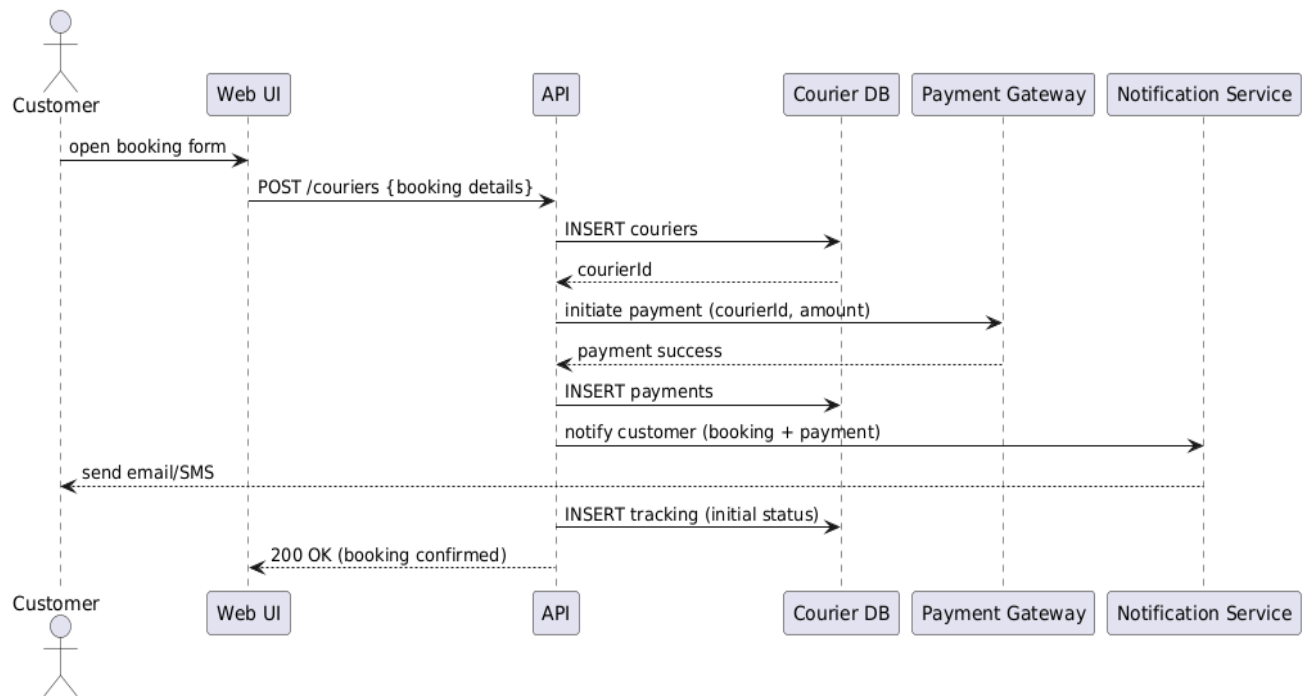 Customer
Web UI
API
Courier DB
Payment Gateway
Notification Service
open booking form
POST /couriers {booking details}
INSERT couriers
courierId
initiate payment (courierId, amount)
payment success
INSERT payments
notify customer (booking + payment)
send email/SMS
INSERT tracking (initial status)
200 OK (booking confirmed)
Customer
Web UI
API
Courier DB
Payment Gateway
Notification Service